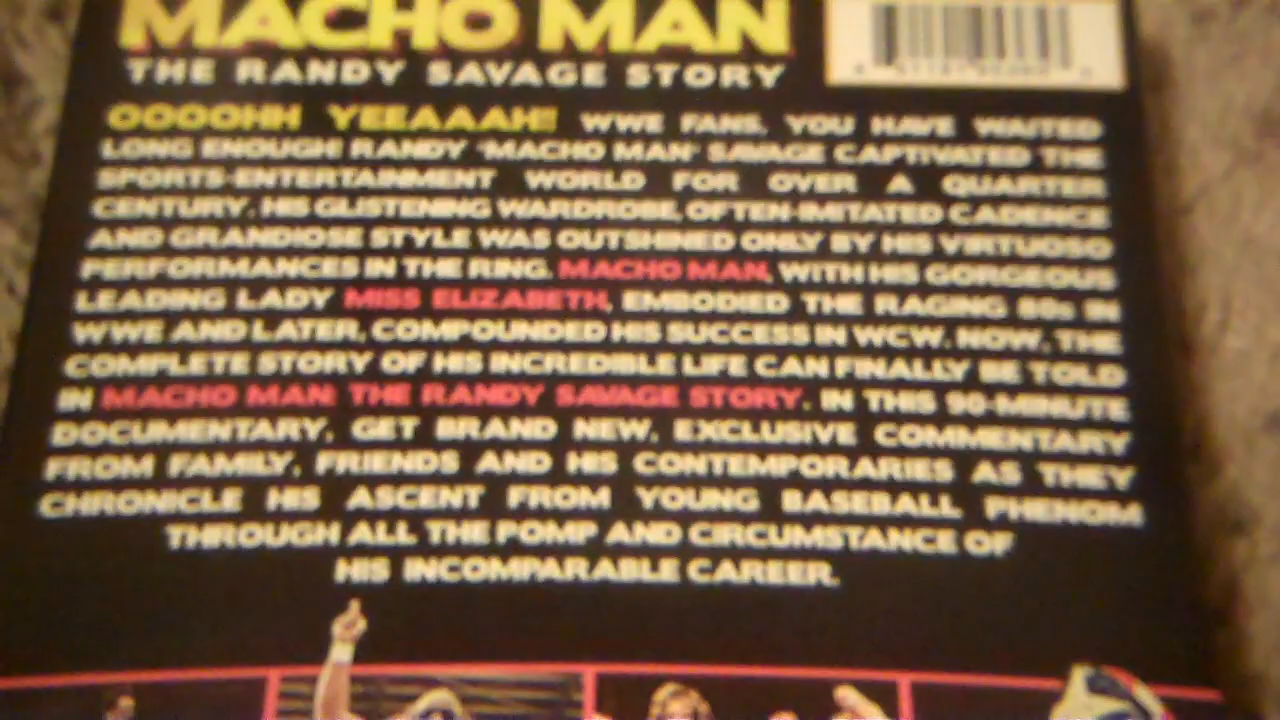 MACHO MAN
THE RANDY SAVAGE STORY
OOOOHH YEEAAAH!! WWE FANS, YOU HAVE WAITED
LONG ENOUGH! RANDY "MACHO MAN" SAVAGE CAPTIVATED THE
SPORTS-ENTERTAINMENT WORLD FOR OVER A QUARTER
CENTURY. HIS GLISTENING WARDROBE, OFTEN-IMITATED CADENCE
AND GRANDIOSE STYLE WAS OUTSHINED ONLY BY HIS VIRTUOSO
PERFORMANCES IN THE RING. MACHO MAN, WITH HIS GORGEOUS
LEADING LADY MISS ELIZABETH, EMBODIED THE RAGING 80s IN
WWE AND LATER, COMPOUNDED HIS SUCCESS IN WCW. NOW, THE
COMPLETE STORY OF HIS INCREDIBLE LIFE CAN FINALLY BE TOLD
IN MACHO MAN: THE RANDY SAVAGE STORY. IN THIS 90-MINUTE
DOCUMENTARY, GET BRAND NEW, EXCLUSIVE COMMENTARY
FROM FAMILY, FRIENDS AND HIS CONTEMPORARIES AS THEY
CHRONICLE HIS ASCENT FROM YOUNG BASEBALL PHENOM
THROUGH ALL THE POMP AND CIRCUMSTANCE OF
HIS INCOMPARABLE CAREER.